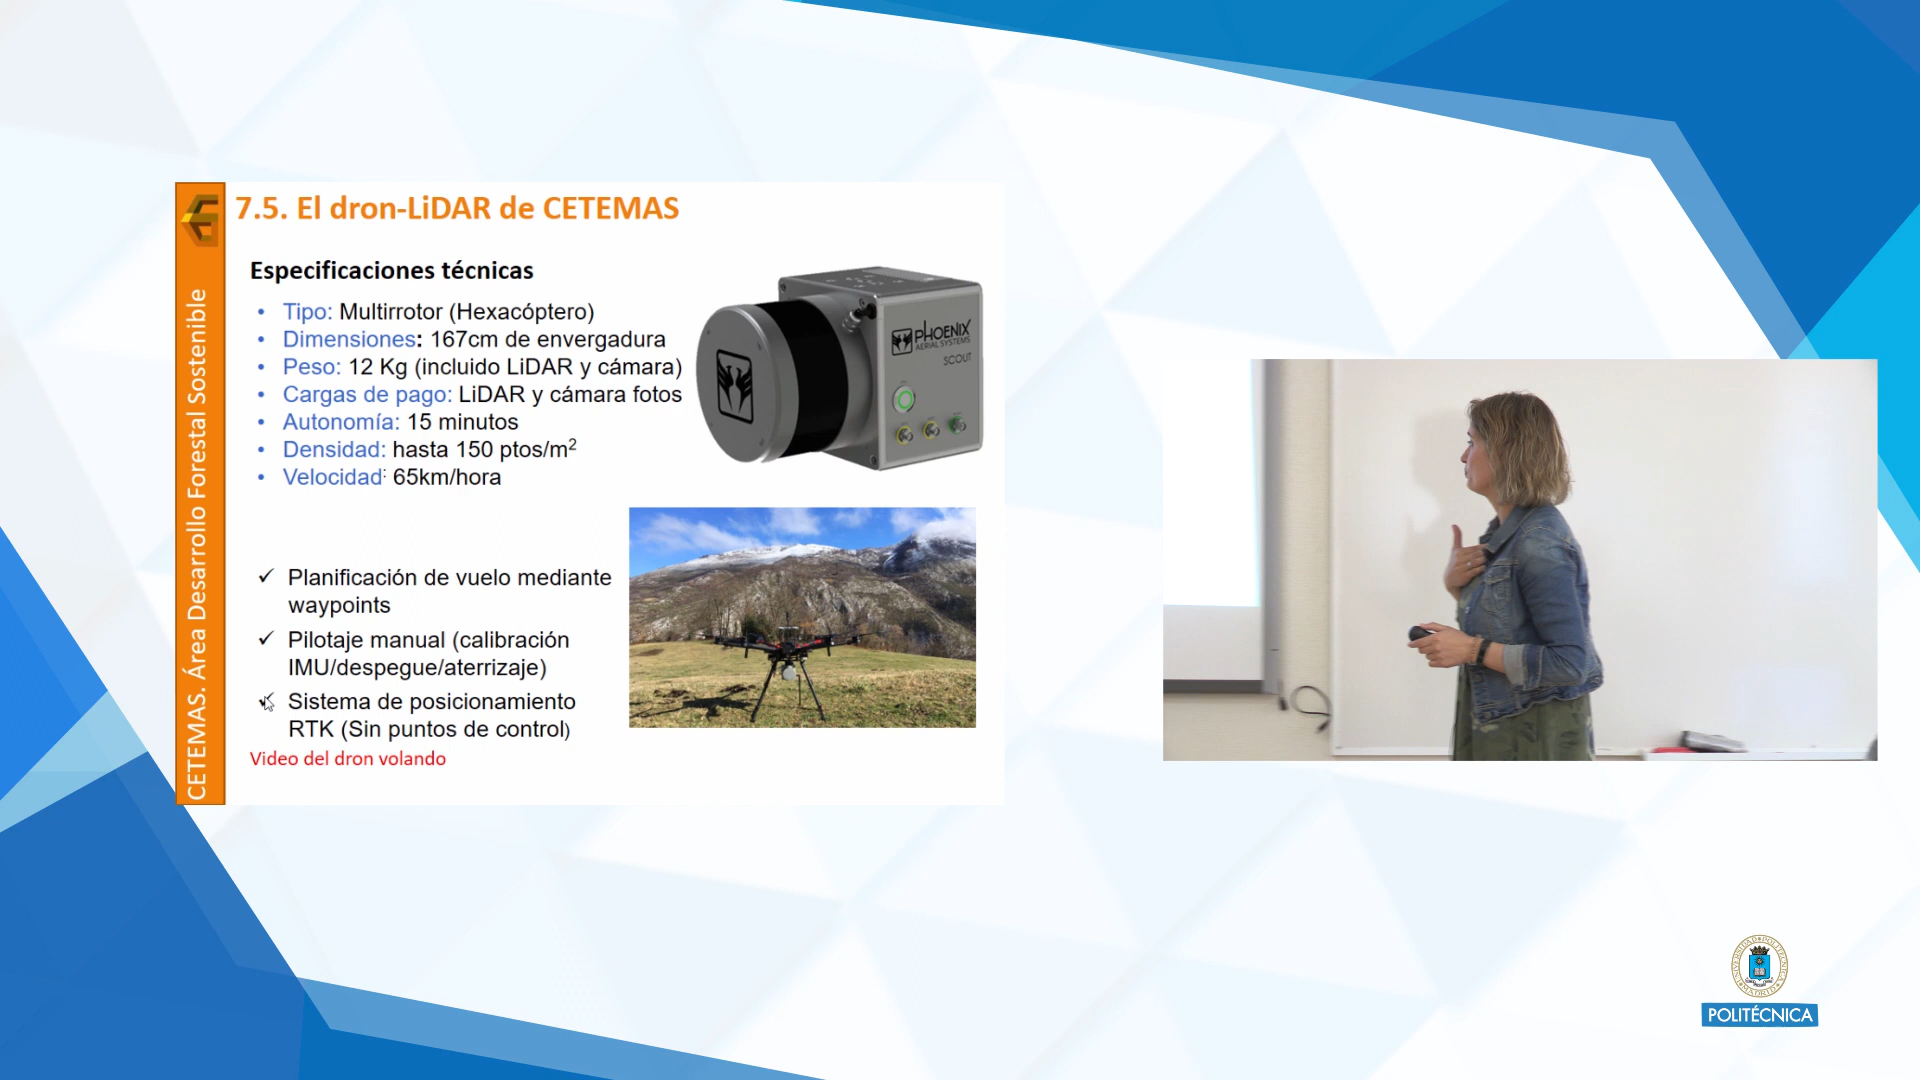 7.5. El dron-LiDAR de CETEMAS
CETEMAS. Área Desarrollo Forestal Sostenible
Especificaciones técnicas
• Tipo: Multirrotor (Hexacóptero)
• Dimensiones: 167cm de envergadura
• Peso: 12 Kg (incluido LiDAR y cámara)
• Cargas de pago: LiDAR y cámara fotos
• Autonomía: 15 minutos
• Densidad: hasta 150 ptos/m²
• Velocidad: 65km/hora
PHOENIX
AERIAL SYSTEMS
SCOUT
✓ Planificación de vuelo mediante
waypoints
✓ Pilotaje manual (calibración
IMU/despegue/aterrizaje)
✓ Sistema de posicionamiento
RTK (Sin puntos de control)
Video del dron volando
UNIVERSIDAD POLITÉCNICA
MADRID
POLITÉCNICA